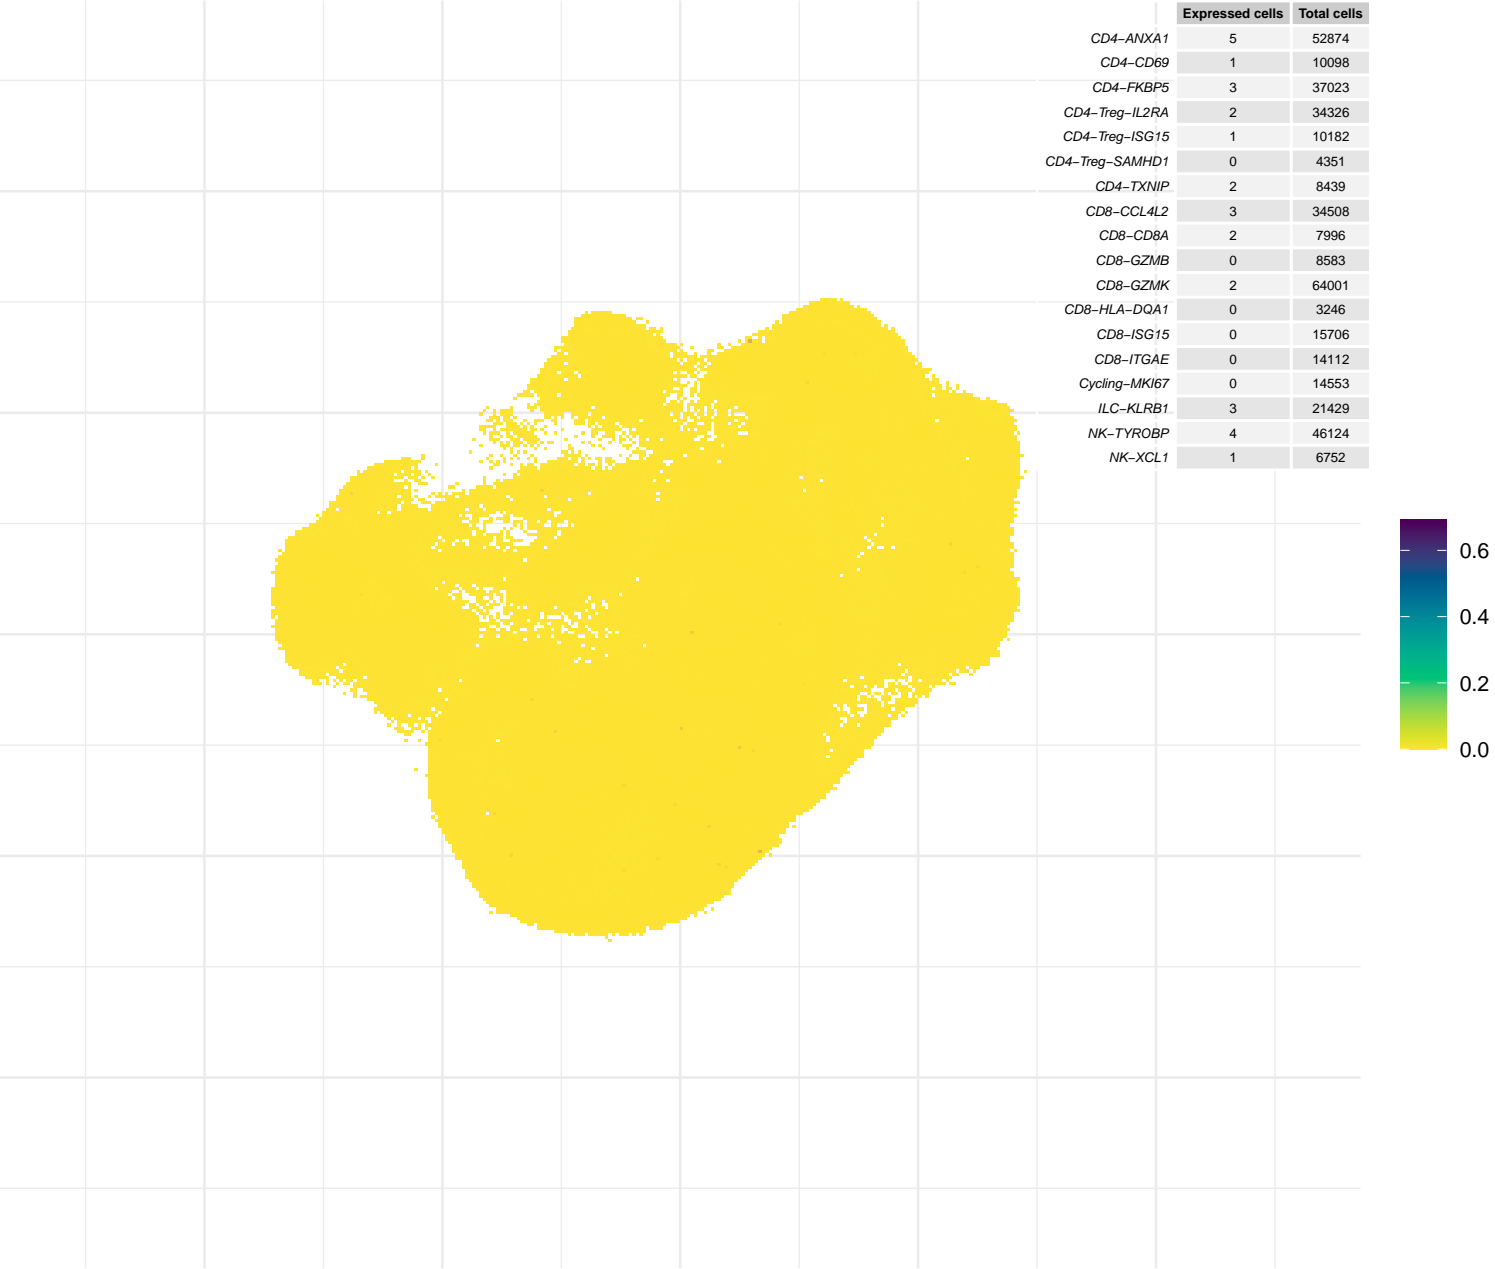 Expressed cells Total cells
CD4−ANXA1 5 52874
CD4−CD69 1 10098
CD4−FKBP5 3 37023
CD4−Treg−IL2RA 2 34326
CD4−Treg−ISG15 1 10182
CD4−Treg−SAMHD1 0 4351
CD4−TXNIP 2 8439
CD8−CCL4L2 3 34508
CD8−CD8A 2 7996
CD8−GZMB 0 8583
CD8−GZMK 2 64001
CD8−HLA−DQA1 0 3246
CD8−ISG15 0 15706
CD8−ITGAE 0 14112
Cycling−MKI67 0 14553
ILC−KLRB1 3 21429
NK−TYROBP 4 46124
NK−XCL1 1 6752
0.6
0.4
0.2
0.0